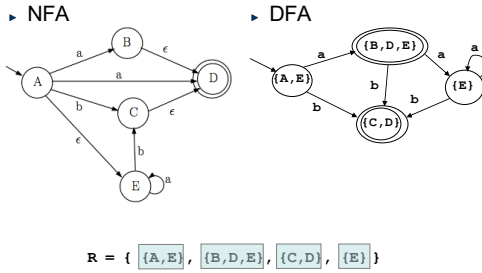 ▸ NFA
▸ DFA
a
B
ϵ
A
a
D
b
C
ϵ
ϵ
b
E
a
{A,E}
a
{B,D,E}
a
a
{E}
b
b
b
{C,D}
R = { {A,E}, {B,D,E}, {C,D}, {E} }